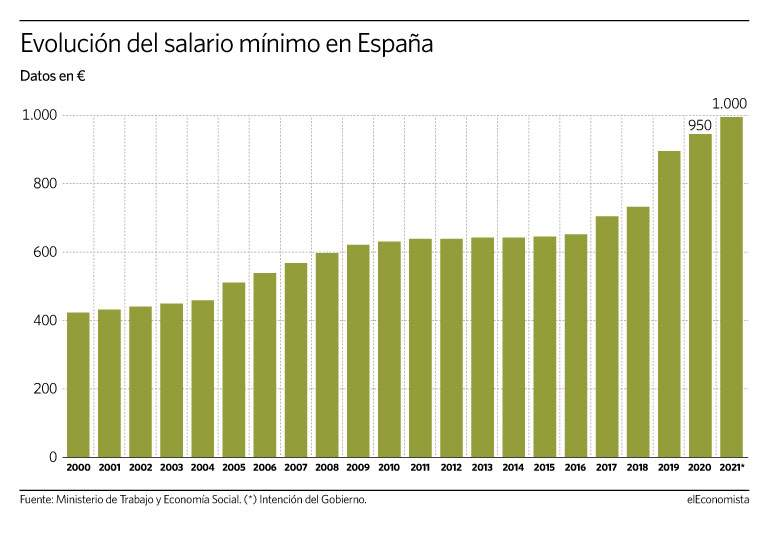 Evolución del salario mínimo en España
Datos en €
1.000
1.000
950
800
600
400
200
0
2000 2001 2002 2003 2004 2005 2006 2007 2008 2009 2010 2011 2012 2013 2014 2015 2016 2017 2018 2019 2020 2021*
Fuente: Ministerio de Trabajo y Economía Social. (*) Intención del Gobierno. elEconomista